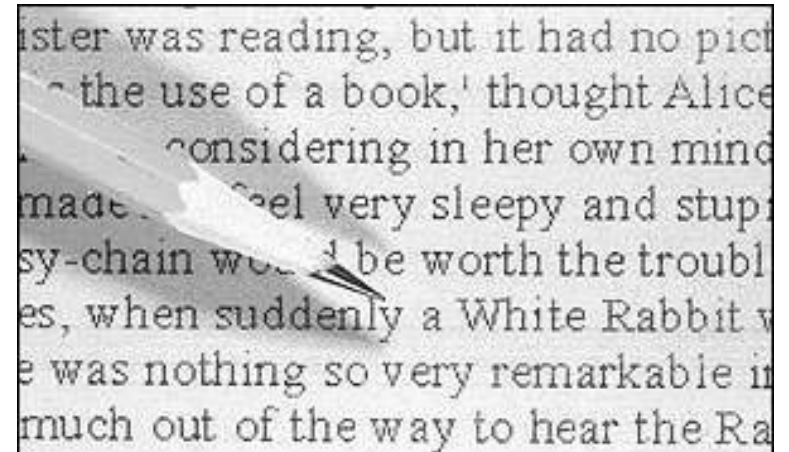 ister was reading, but it had no pict
the use of a book,' thought Alice
considering in her own mind
made feel very sleepy and stupi
sy-chain would be worth the troubl
es, when suddenly a White Rabbit w
e was nothing so very remarkable in
much out of the way to hear the Ra